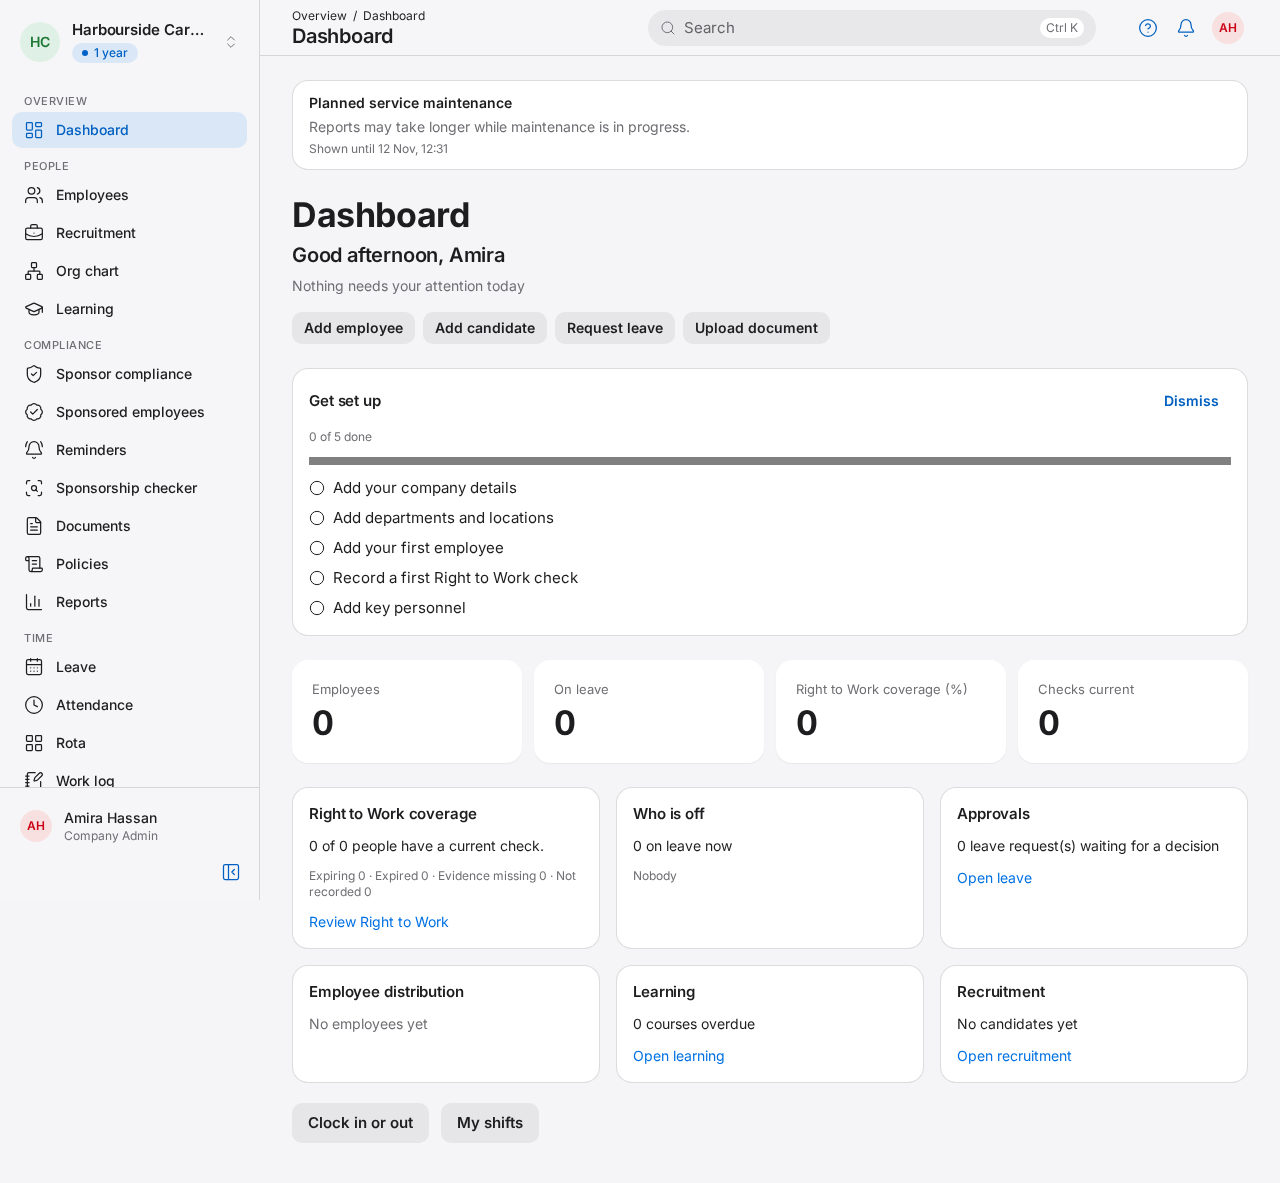 HC
Harbourside Car...
1 year
OVERVIEW
Dashboard
PEOPLE
Employees
Recruitment
Org chart
Learning
COMPLIANCE
Sponsor compliance
Sponsored employees
Reminders
Sponsorship checker
Documents
Policies
Reports
TIME
Leave
Attendance
Rota
Work log
AH
Amira Hassan
Company Admin
Overview / Dashboard
Dashboard
Search
Ctrl K
AH
Planned service maintenance
Reports may take longer while maintenance is in progress.
Shown until 12 Nov, 12:31
Dashboard
Good afternoon, Amira
Nothing needs your attention today
Add employee
Add candidate
Request leave
Upload document
Get set up
Dismiss
0 of 5 done
Add your company details
Add departments and locations
Add your first employee
Record a first Right to Work check
Add key personnel
Employees
0
On leave
0
Right to Work coverage (%)
0
Checks current
0
Right to Work coverage
0 of 0 people have a current check.
Expiring 0 · Expired 0 · Evidence missing 0 · Not
recorded 0
Review Right to Work
Who is off
0 on leave now
Nobody
Approvals
0 leave request(s) waiting for a decision
Open leave
Employee distribution
No employees yet
Learning
0 courses overdue
Open learning
Recruitment
No candidates yet
Open recruitment
Clock in or out
My shifts